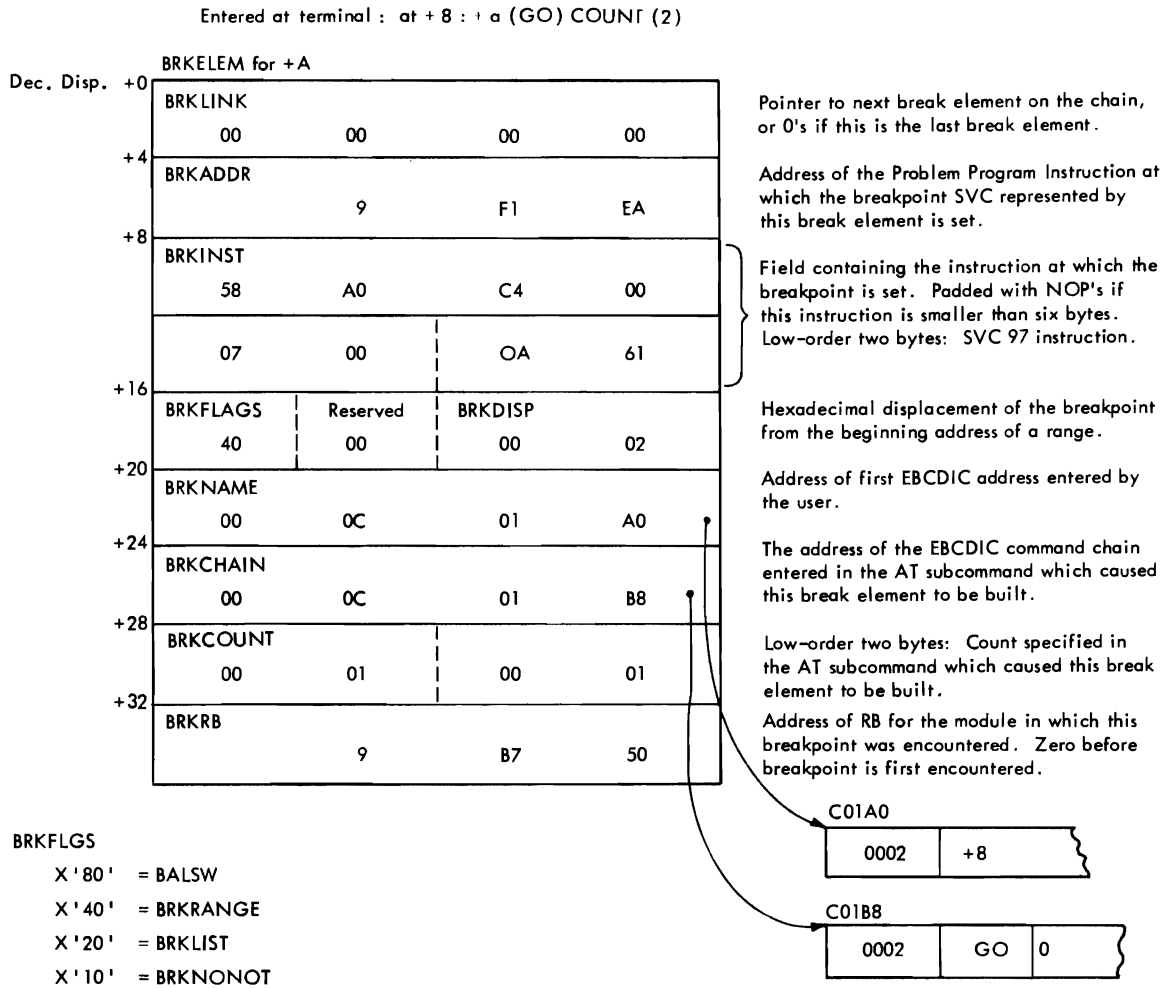 Entered at terminal : at + 8 : + a (GO) COUNT (2)
BRKELEM for +A
Dec. Disp. +0
BRKLINK
00 00 00 00
Pointer to next break element on the chain,
or 0's if this is the last break element.
+4
BRKADDR
9 F1 EA
Address of the Problem Program Instruction at
which the breakpoint SVC represented by
this break element is set.
+8
BRKINST
58 A0 C4 00
07 00 OA 61
Field containing the instruction at which the
breakpoint is set. Padded with NOP's if
this instruction is smaller than six bytes.
Low-order two bytes: SVC 97 instruction.
+16
BRKFLAGS Reserved BRKDISP
40 00 00 02
Hexadecimal displacement of the breakpoint
from the beginning address of a range.
+20
BRKNAME
00 0C 01 A0
Address of first EBCDIC address entered by
the user.
+24
BRKCHAIN
00 0C 01 B8
The address of the EBCDIC command chain
entered in the AT subcommand which caused
this break element to be built.
+28
BRKCOUNT
00 01 00 01
Low-order two bytes: Count specified in
the AT subcommand which caused this break
element to be built.
+32
BRKRB
9 B7 50
Address of RB for the module in which this
breakpoint was encountered. Zero before
breakpoint is first encountered.
C01A0
0002 +8
C01B8
0002 GO 0
BRKFLGS
X'80' = BALSW
X'40' = BRKRANGE
X'20' = BRKLIST
X'10' = BRKNONOT